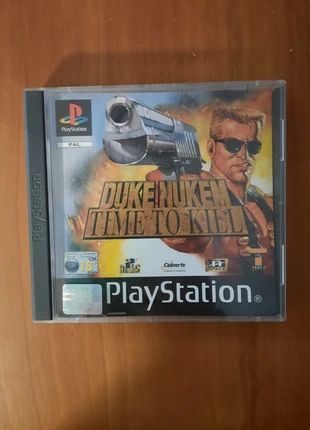 PlayStation
PAL
PlayStation
DUKE NUKEM
TIME TO KILL
PlayStation